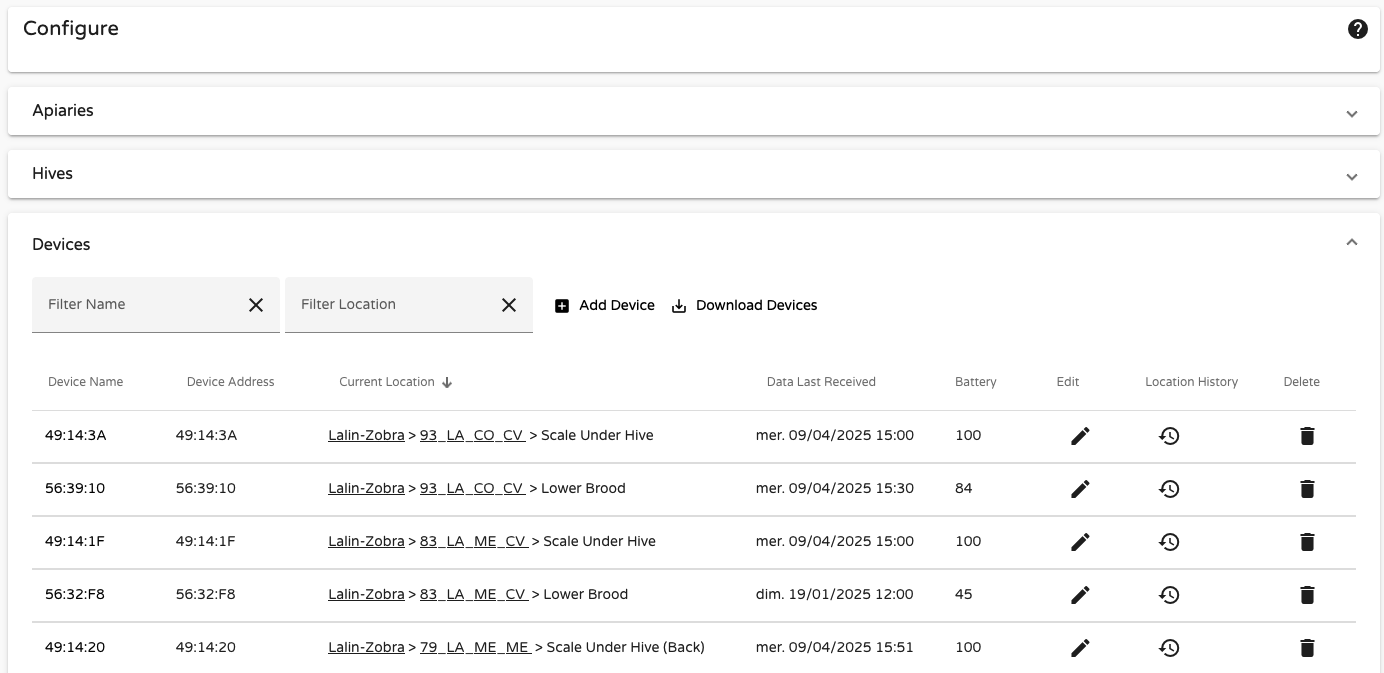 Configure
Apiaries
Hives
Devices
Filter Name
Filter Location
Add Device
Download Devices
Device Name Device Address Current Location Data Last Received Battery Edit Location History Delete
49:14:3A 49:14:3A Lalin-Zobra > 93_LA_CO_CV > Scale Under Hive mer. 09/04/2025 15:00 100
56:39:10 56:39:10 Lalin-Zobra > 93_LA_CO_CV > Lower Brood mer. 09/04/2025 15:30 84
49:14:1F 49:14:1F Lalin-Zobra > 83_LA_ME_CV > Scale Under Hive mer. 09/04/2025 15:00 100
56:32:F8 56:32:F8 Lalin-Zobra > 83_LA_ME_CV > Lower Brood dim. 19/01/2025 12:00 45
49:14:20 49:14:20 Lalin-Zobra > 79_LA_ME_ME > Scale Under Hive (Back) mer. 09/04/2025 15:51 100